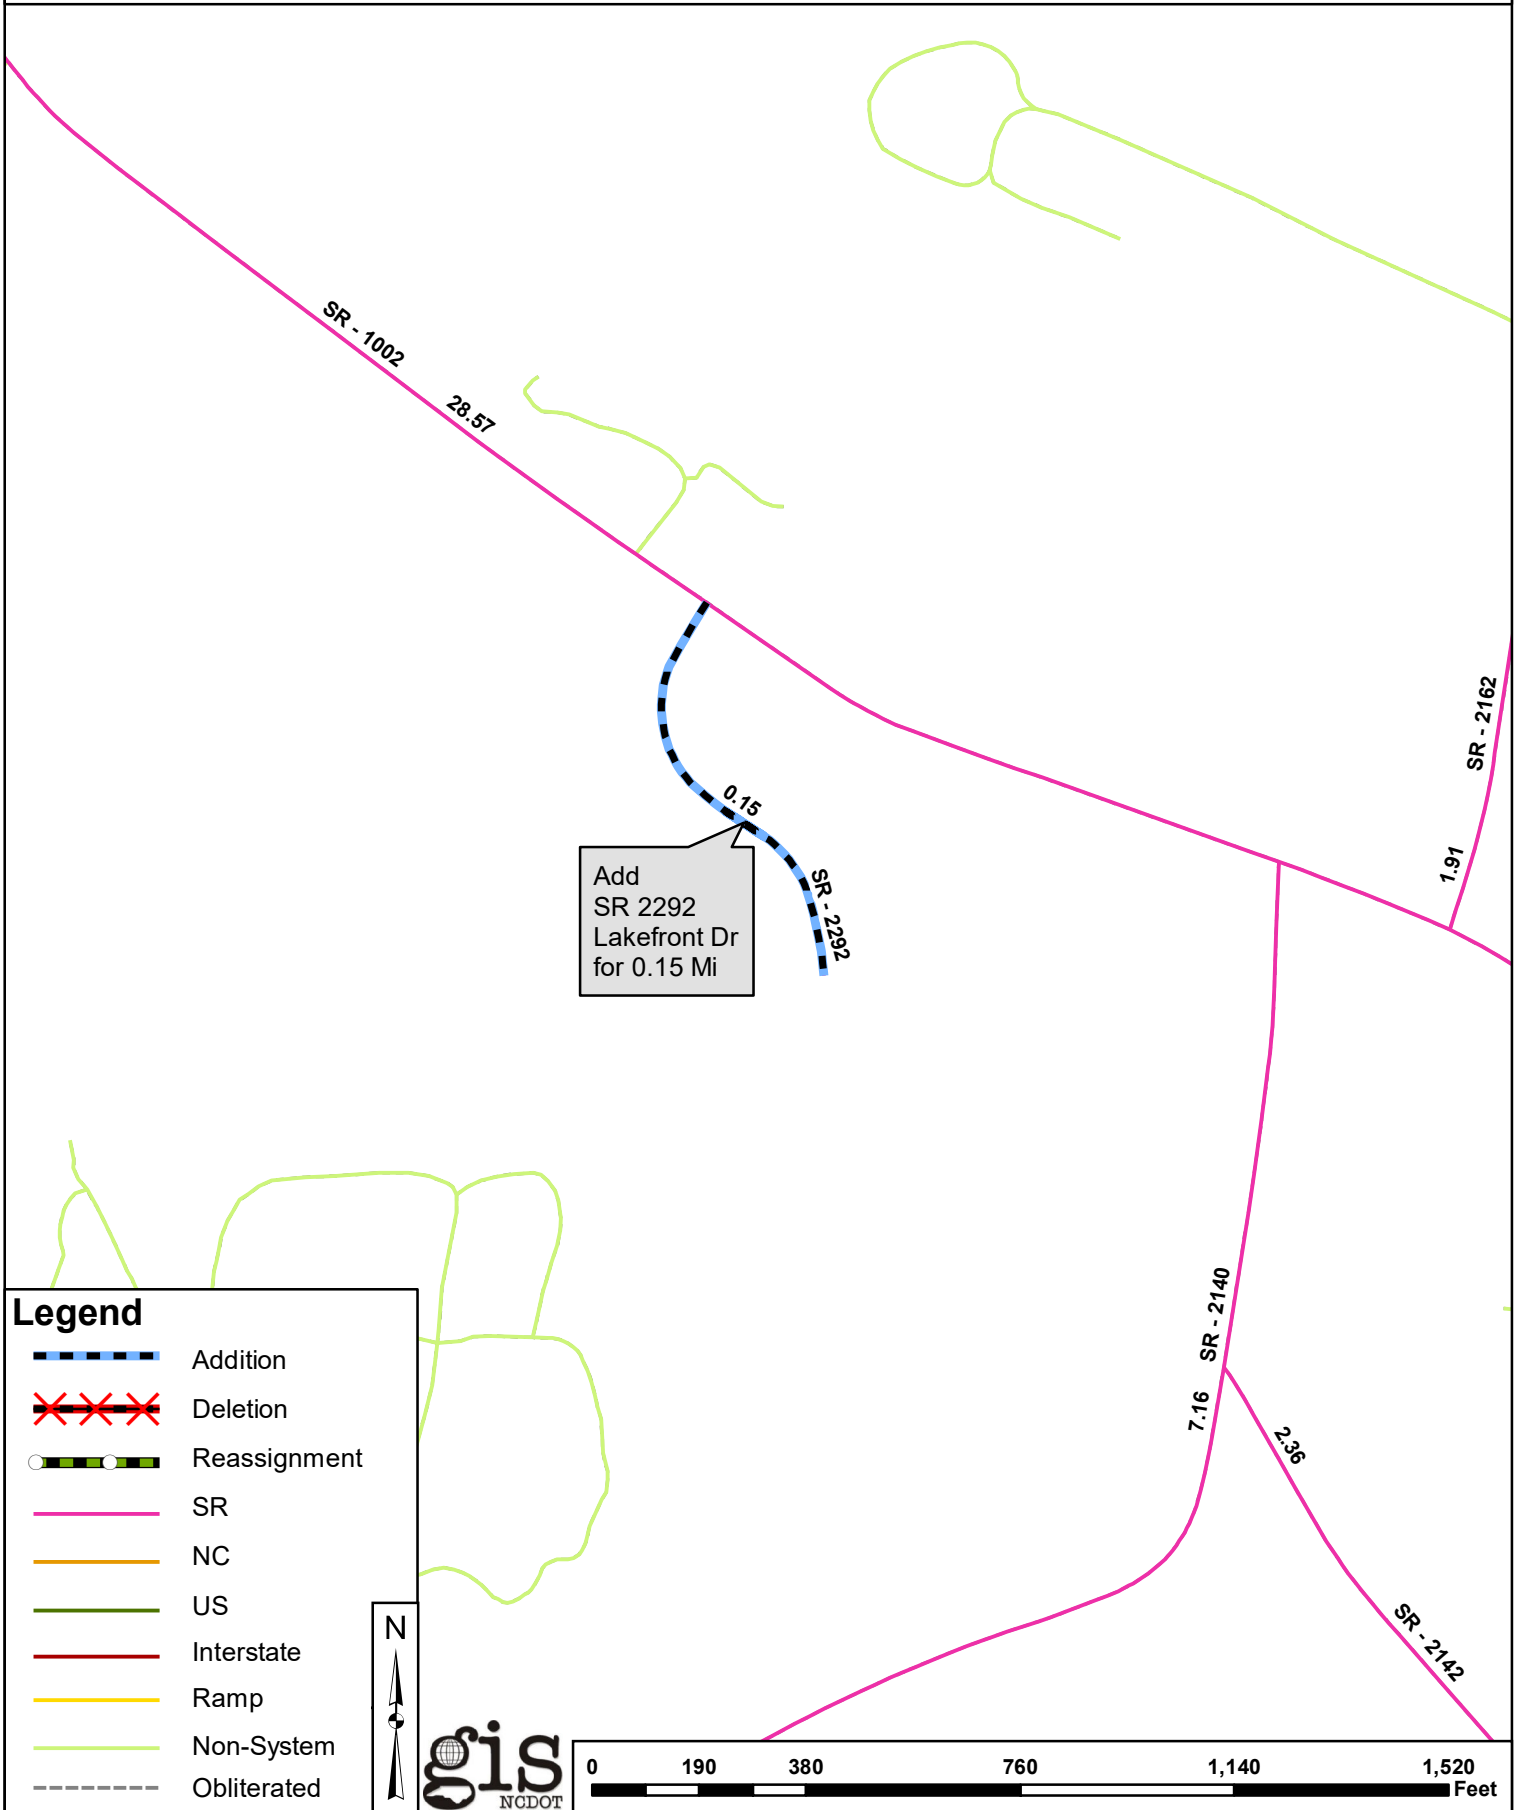 SR - 1002
28.57
SR - 2162
1.91
0.15
SR - 2292
Add
SR 2292
Lakefront Dr
for 0.15 Mi
SR - 2140
7.16
2.36
SR - 2142
Legend
Addition
Deletion
Reassignment
SR
NC
US
Interstate
Ramp
Non-System
Obliterated
N
gis
NCDOT
0 190 380 760 1,140 1,520
Feet